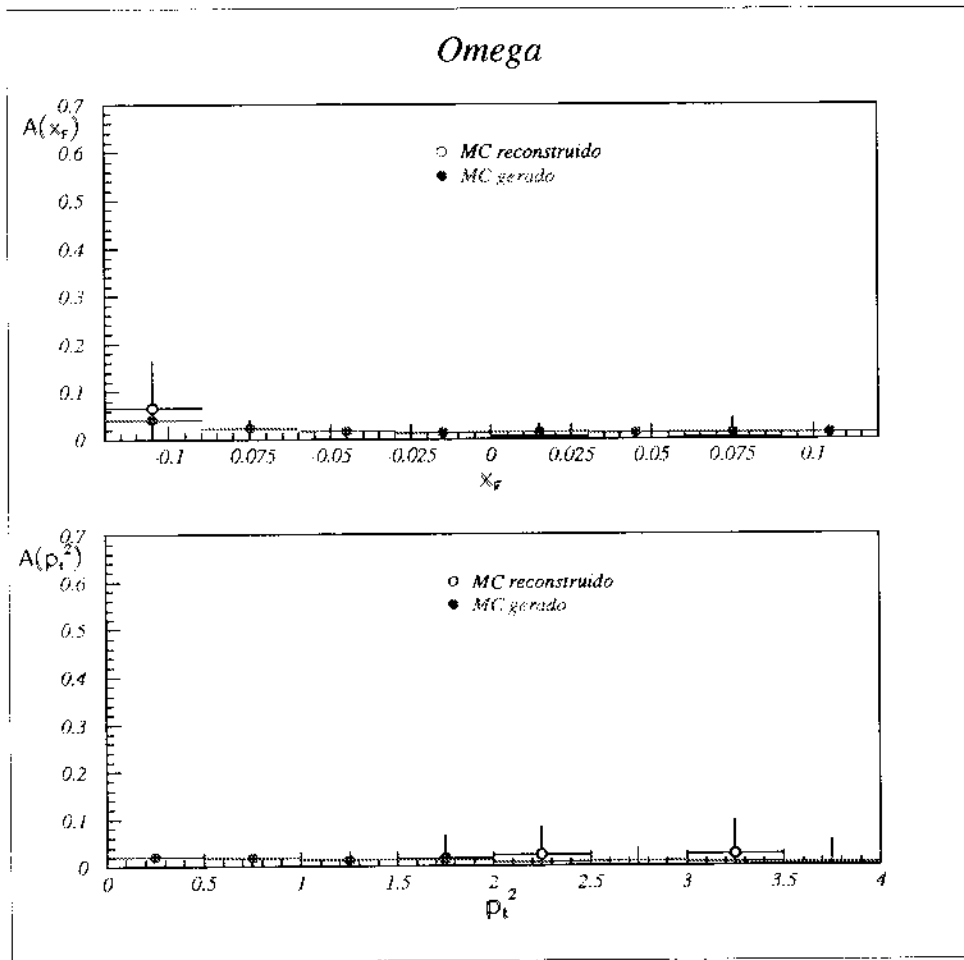 Omega
0.7
A(x_F)
0.6
0.5
0.4
0.3
0.2
0.1
0
○ MC reconstruido
● MC gerado
-0.1 0.075 -0.05 -0.025 0 0.025 0.05 0.075 0.1
x_F
0.7
A(p_t^2)
0.6
0.5
0.4
0.3
0.2
0.1
0
○ MC reconstruido
● MC gerado
0 0.5 1 1.5 2 2.5 3 3.5 4
p_t^2